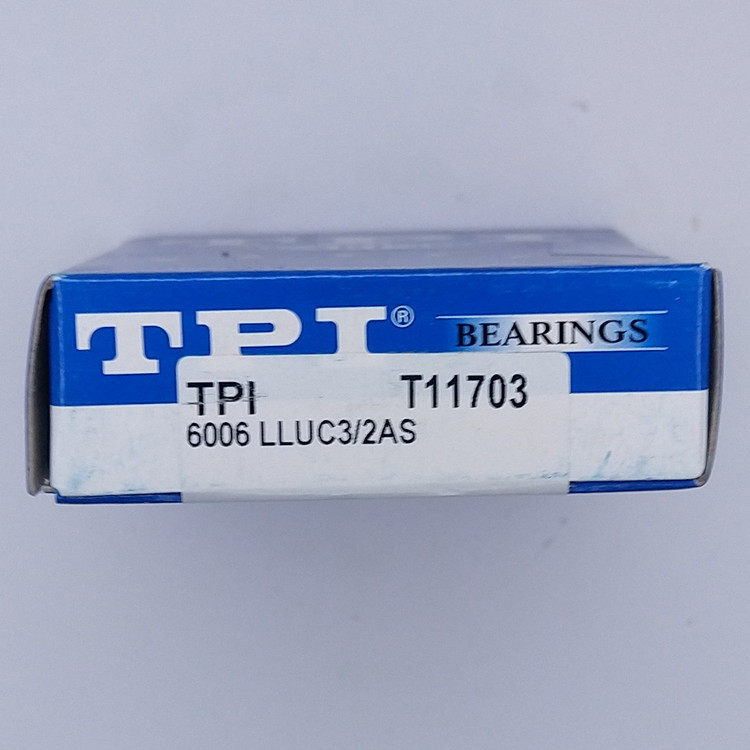 TPI® BEARINGS
TPI T11703
6006 LLUC3/2AS